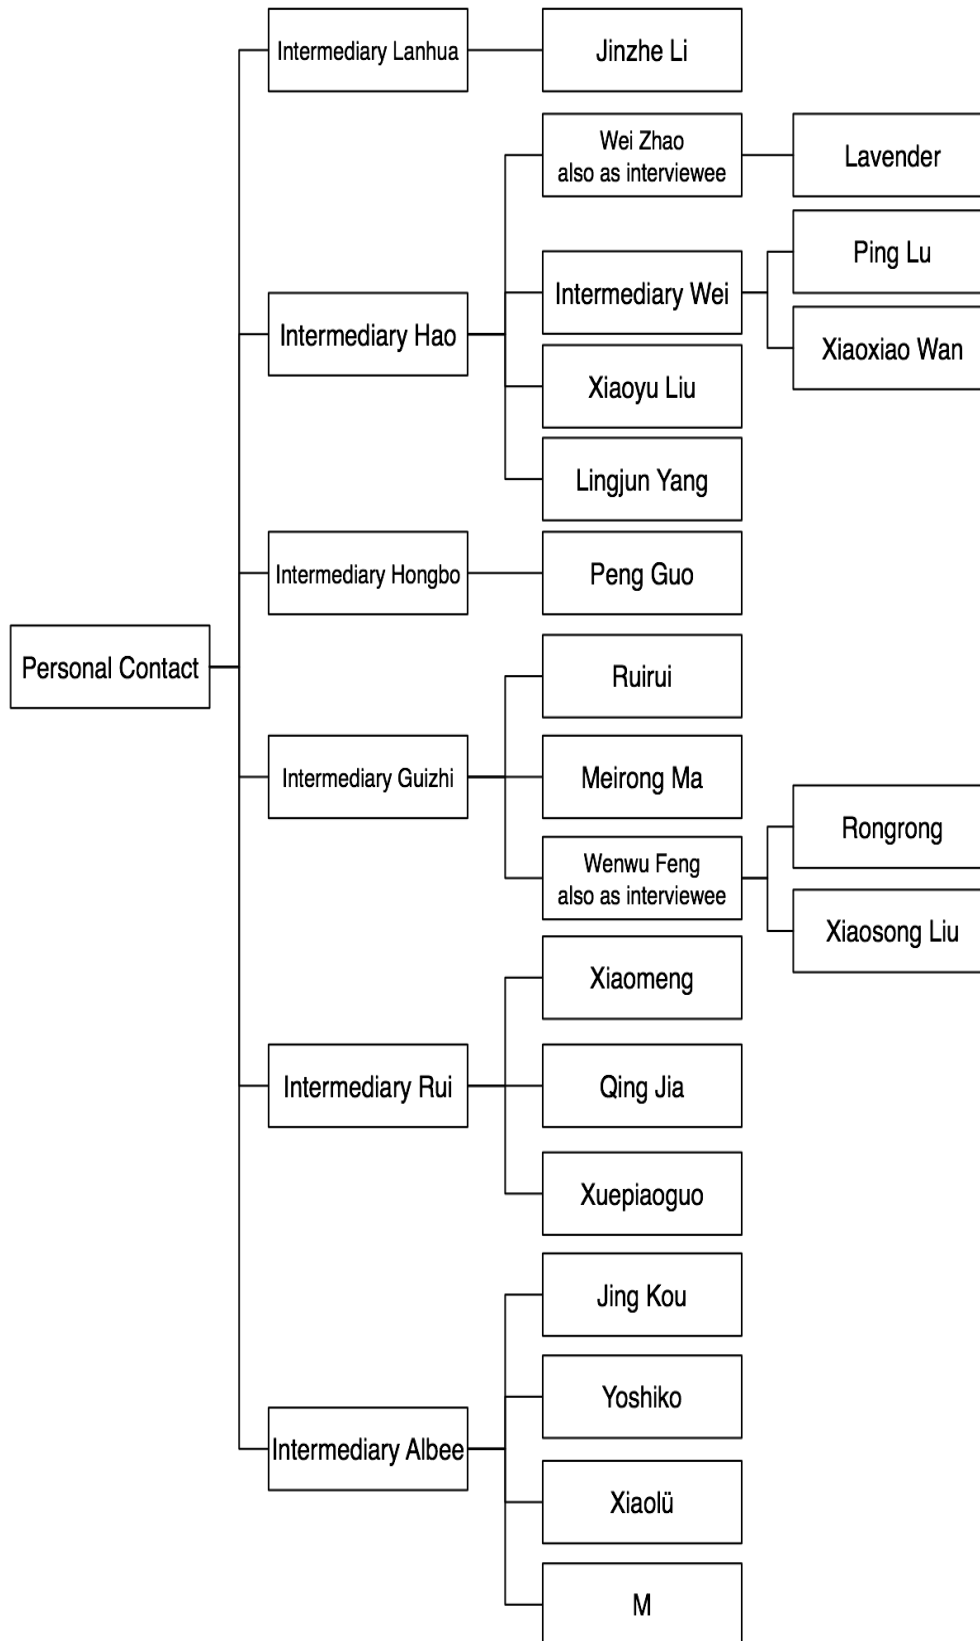 Personal Contact
Intermediary Lanhua
Jinzhe Li
Intermediary Hao
Wei Zhao
also as interviewee
Lavender
Intermediary Wei
Ping Lu
Xiaoxiao Wan
Xiaoyu Liu
Lingjun Yang
Intermediary Hongbo
Peng Guo
Intermediary Guizhi
Ruirui
Meirong Ma
Wenwu Feng
also as interviewee
Rongrong
Xiaosong Liu
Intermediary Rui
Xiaomeng
Qing Jia
Xuepiaoguo
Intermediary Albee
Jing Kou
Yoshiko
Xiaolü
M